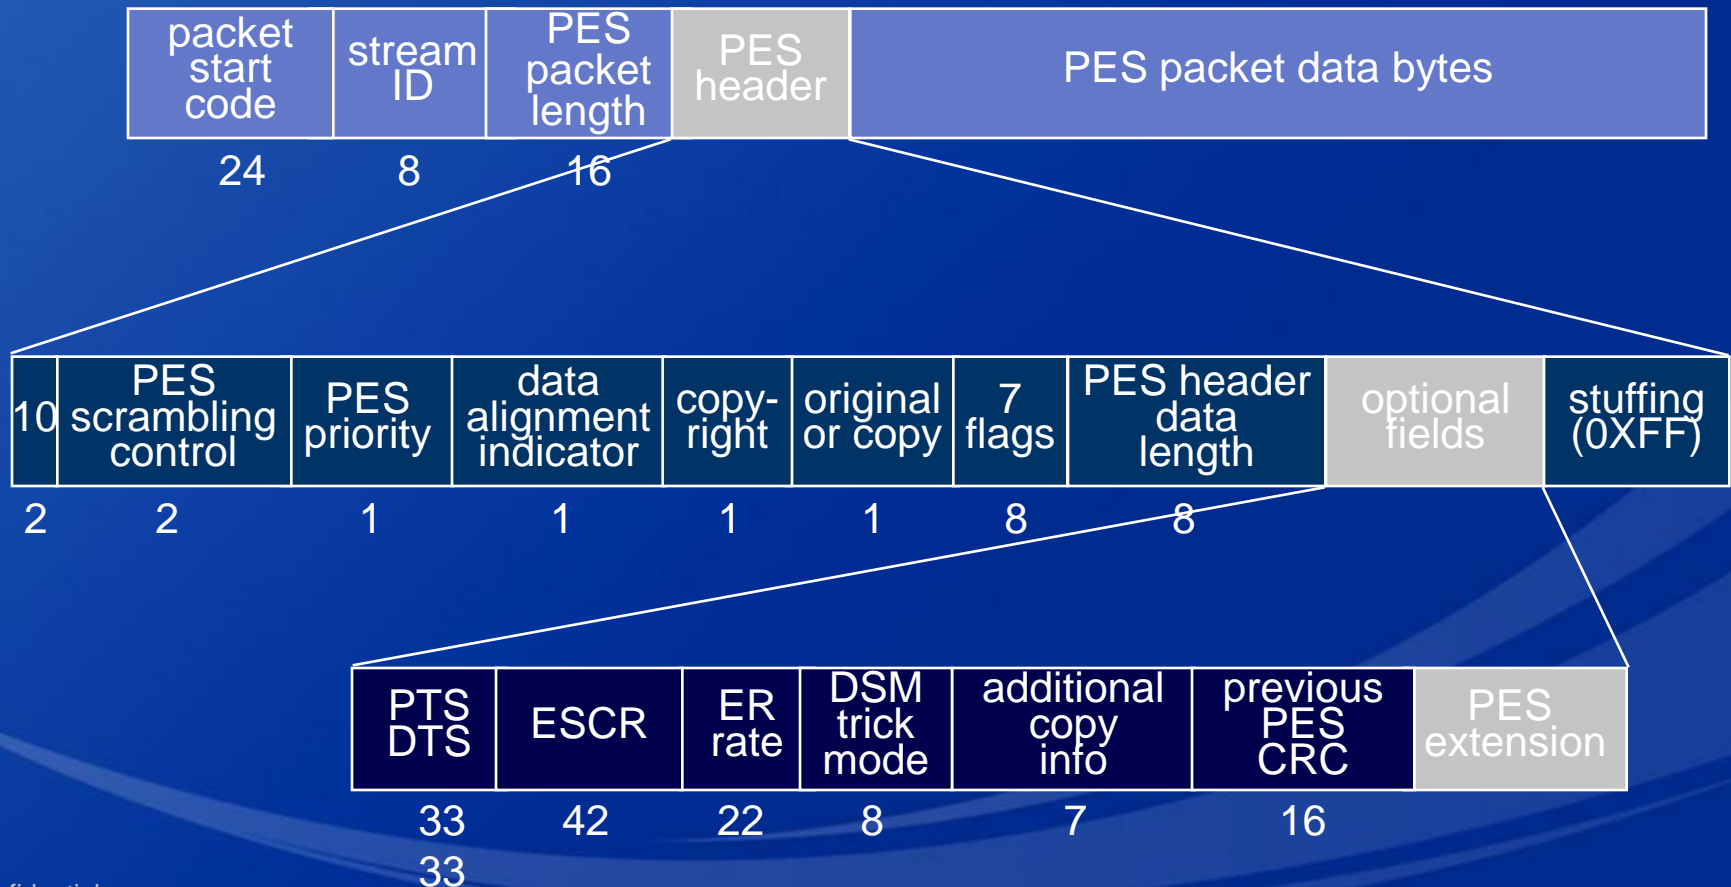 packet
start
code
stream
ID
PES
packet
length
PES
header
PES packet data bytes
24
8
16
10
PES
scrambling
control
PES
priority
data
alignment
indicator
copy-
right
original
or copy
7
flags
PES header
data
length
optional
fields
stuffing
(0XFF)
2
2
1
1
1
1
8
8
PTS
DTS
ESCR
ER
rate
DSM
trick
mode
additional
copy
info
previous
PES
CRC
PES
extension
33
42
22
8
7
16
33